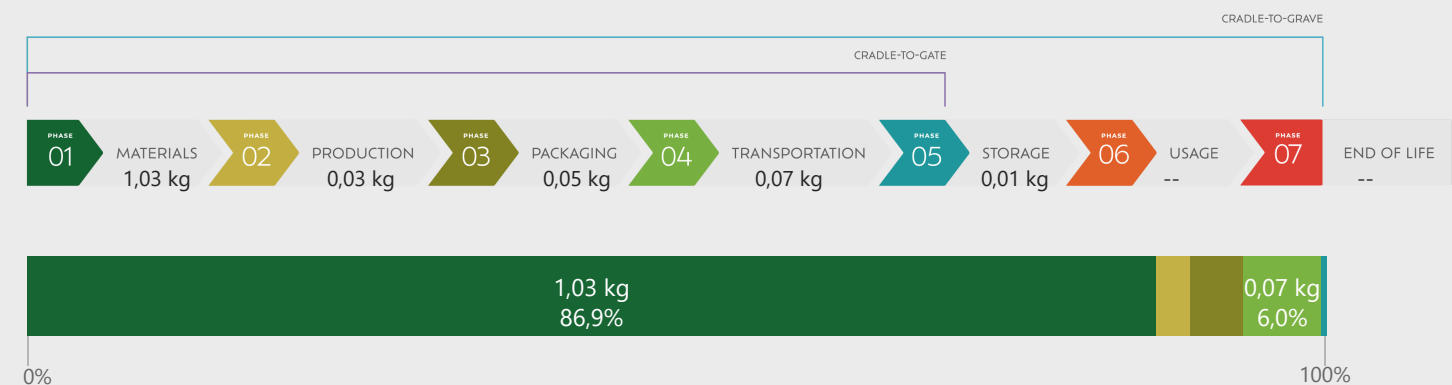 CRADLE-TO-GRAVE
CRADLE-TO-GATE
PHASE
01
MATERIALS
1,03 kg
PHASE
02
PRODUCTION
0,03 kg
PHASE
03
PACKAGING
0,05 kg
PHASE
04
TRANSPORTATION
0,07 kg
PHASE
05
STORAGE
0,01 kg
PHASE
06
USAGE
--
PHASE
07
END OF LIFE
--
1,03 kg
86,9%
0,07 kg
6,0%
0%
100%